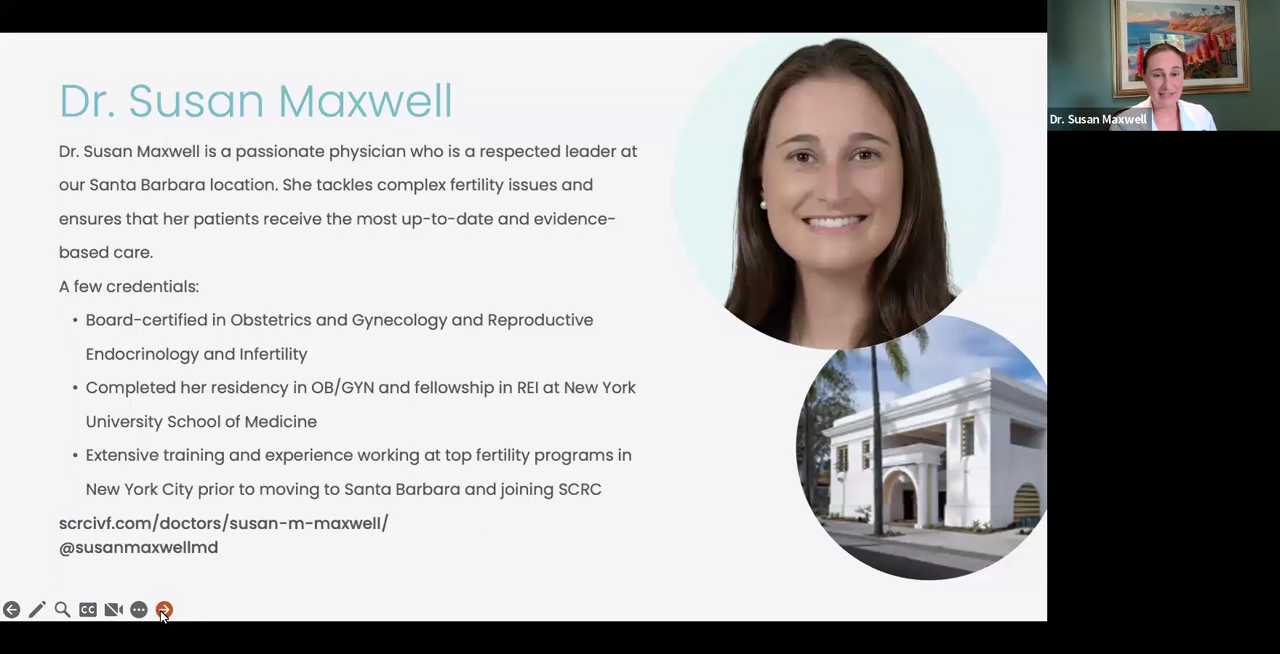 Dr. Susan Maxwell
Dr. Susan Maxwell is a passionate physician who is a respected leader at
our Santa Barbara location. She tackles complex fertility issues and
ensures that her patients receive the most up-to-date and evidence-
based care.
A few credentials:
• Board-certified in Obstetrics and Gynecology and Reproductive
Endocrinology and Infertility
• Completed her residency in OB/GYN and fellowship in REI at New York
University School of Medicine
• Extensive training and experience working at top fertility programs in
New York City prior to moving to Santa Barbara and joining SCRC
scrcivf.com/doctors/susan-m-maxwell/
@susanmaxwellmd
CC
Dr. Susan Maxwell